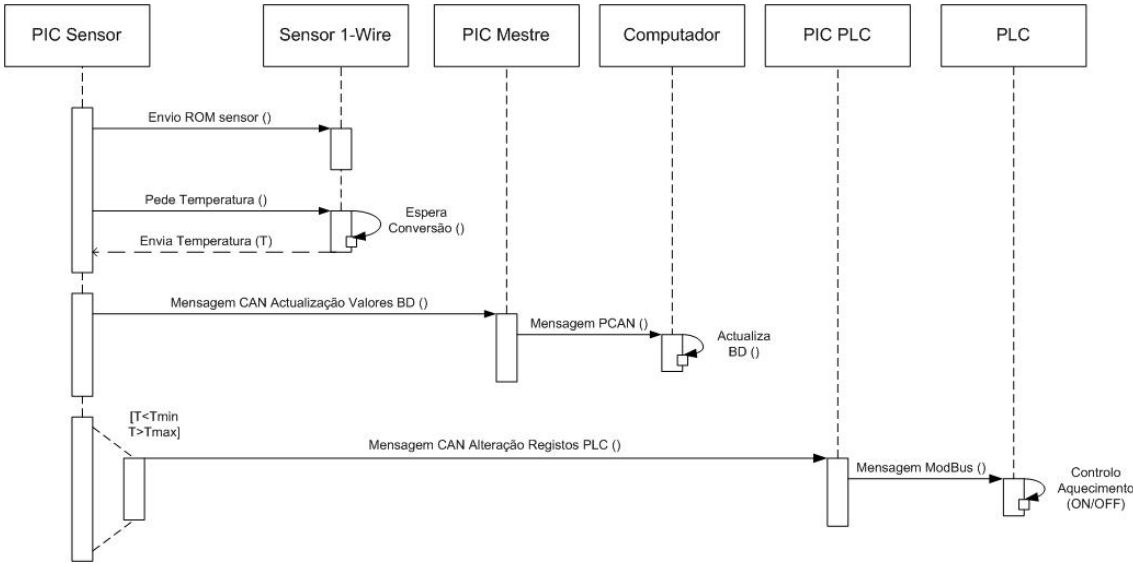 PIC Sensor
Sensor 1-Wire
PIC Mestre
Computador
PIC PLC
PLC
Envio ROM sensor ()
Pede Temperatura ()
Espera
Conversão ()
Envia Temperatura (T)
Mensagem CAN Actualização Valores BD ()
Mensagem PCAN ()
Actualiza
BD ()
[T<Tmin
T>Tmax]
Mensagem CAN Alteração Registos PLC ()
Mensagem ModBus ()
Controlo
Aquecimento
(ON/OFF)